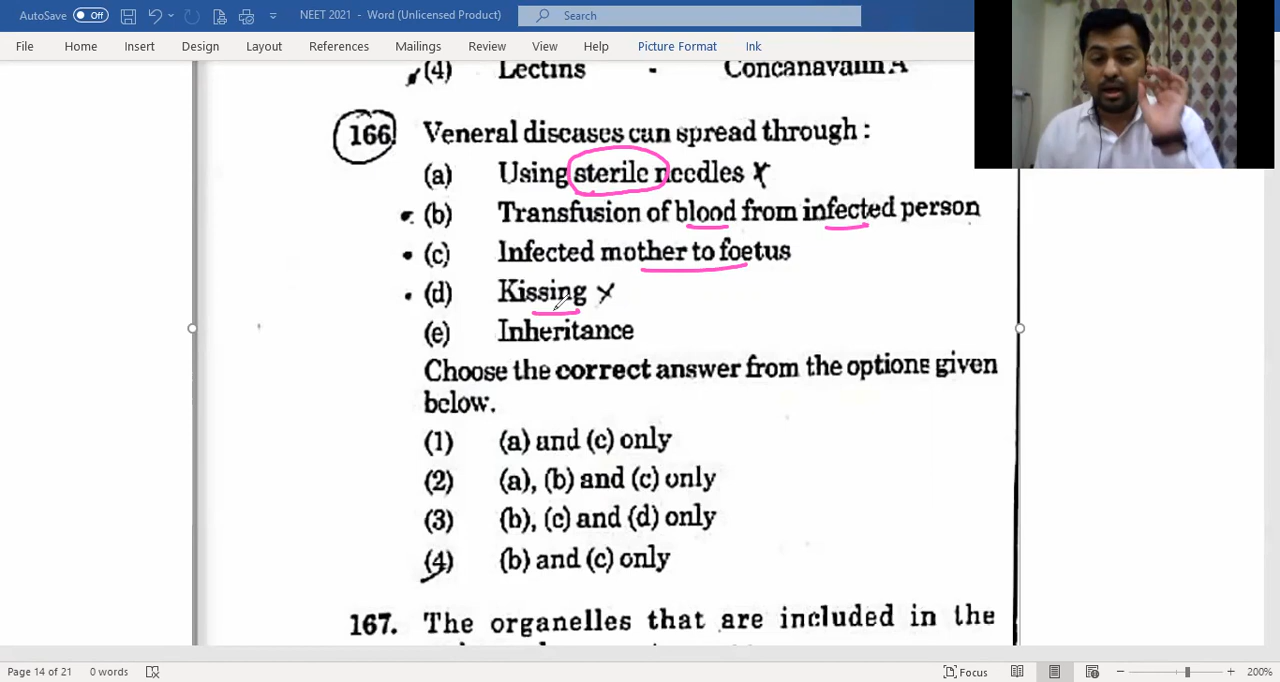 AutoSave Off NEET 2021 - Word (Unlicensed Product) Search
File Home Insert Design Layout References Mailings Review View Help Picture Format Ink
(4) Lectins - Concanavalin A
166. Veneral diseases can spread through :
(a) Using sterile needles
(b) Transfusion of blood from infected person
(c) Infected mother to foetus
(d) Kissing
(e) Inheritance
Choose the correct answer from the options given
below.
(1) (a) and (c) only
(2) (a), (b) and (c) only
(3) (b), (c) and (d) only
(4) (b) and (c) only
167. The organelles that are included in the
Page 14 of 21 0 words Focus 200%